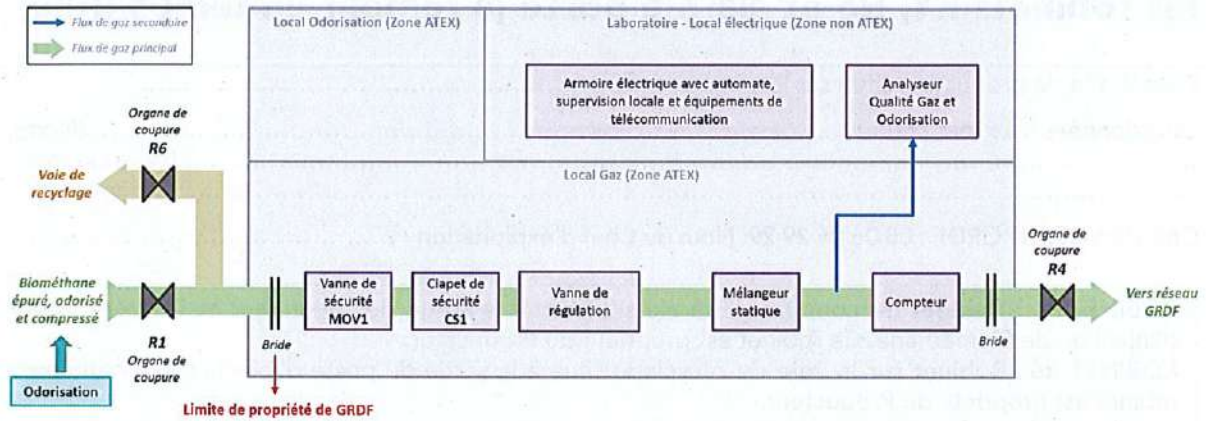 Flux de gaz secondaire
Flux de gaz principal
Local Odorisation (Zone ATEX)
Laboratoire - Local électrique (Zone non ATEX)
Armoire électrique avec automate,
supervision locale et équipements de
télécommunication
Analyseur
Qualité Gaz et
Odorisation
Organe de
coupure
R6
Voie de
recyclage
Local Gaz (Zone ATEX)
Organe de
coupure
R4
Biométhane
épuré, odorisé
et compressé
Vanne de
sécurité
MOV1
Clapet de
sécurité
CS1
Vanne de
régulation
Mélangeur
statique
Compteur
Vers réseau
GRDF
R1
Organe de
coupure
Bride
Bride
Odorisation
Limite de propriété de GRDF